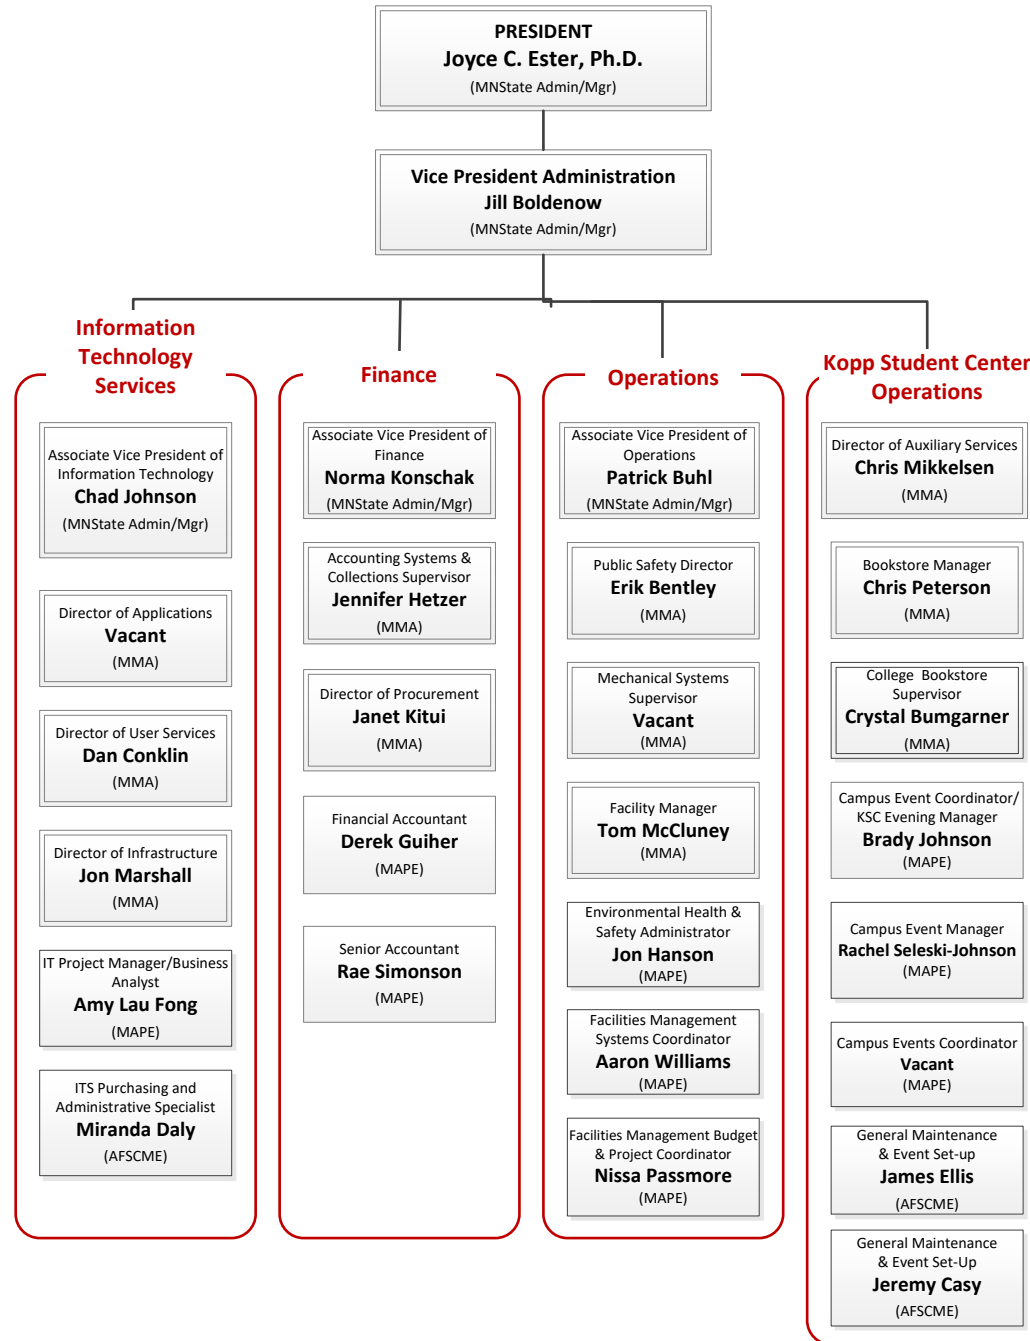 PRESIDENT
Joyce C. Ester, Ph.D.
(MNState Admin/Mgr)
Vice President Administration
Jill Boldenow
(MNState Admin/Mgr)
Information
Technology
Services
Associate Vice President of
Information Technology
Chad Johnson
(MNState Admin/Mgr)
Director of Applications
Vacant
(MMA)
Director of User Services
Dan Conklin
(MMA)
Director of Infrastructure
Jon Marshall
(MMA)
IT Project Manager/Business
Analyst
Amy Lau Fong
(MAPE)
ITS Purchasing and
Administrative Specialist
Miranda Daly
(AFSCME)
Finance
Associate Vice President of
Finance
Norma Konschak
(MNState Admin/Mgr)
Accounting Systems &
Collections Supervisor
Jennifer Hetzer
(MMA)
Director of Procurement
Janet Kitui
(MMA)
Financial Accountant
Derek Guiher
(MAPE)
Senior Accountant
Rae Simonson
(MAPE)
Operations
Associate Vice President of
Operations
Patrick Buhl
(MNState Admin/Mgr)
Public Safety Director
Erik Bentley
(MMA)
Mechanical Systems
Supervisor
Vacant
(MMA)
Facility Manager
Tom McCluney
(MMA)
Environmental Health &
Safety Administrator
Jon Hanson
(MAPE)
Facilities Management
Systems Coordinator
Aaron Williams
(MAPE)
Facilities Management Budget
& Project Coordinator
Nissa Passmore
(MAPE)
Kopp Student Center
Operations
Director of Auxiliary Services
Chris Mikkelsen
(MMA)
Bookstore Manager
Chris Peterson
(MMA)
College Bookstore
Supervisor
Crystal Bumgarner
(MMA)
Campus Event Coordinator/
KSC Evening Manager
Brady Johnson
(MAPE)
Campus Event Manager
Rachel Seleski-Johnson
(MAPE)
Campus Events Coordinator
Vacant
(MAPE)
General Maintenance
& Event Set-up
James Ellis
(AFSCME)
General Maintenance
& Event Set-Up
Jeremy Casy
(AFSCME)